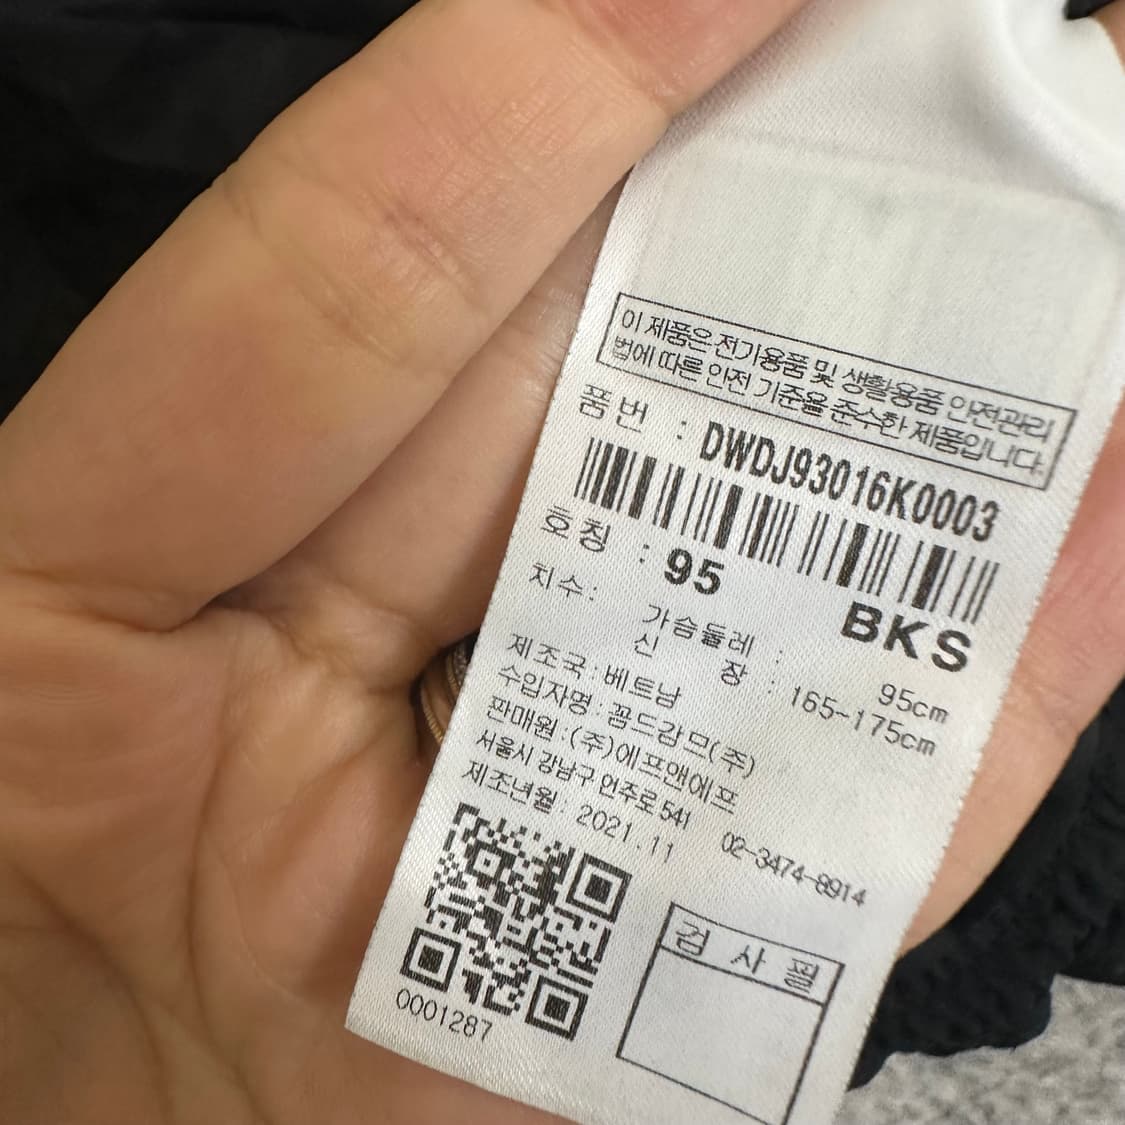 이 제품은 전기용품 및 생활용품 안전관리
법에 따른 안전 기준을 준수한 제품입니다.
품번 : DWDJ93016K0003
호칭 : 95 BKS
치수: 가슴둘레 : 95cm
신 장 : 165~175cm
제조국 : 베트남
수입자명 : 꼼드감므(주)
판매원 : (주)에프앤에프
서울시 강남구 언주로 541 02-3474-8914
제조년월 : 2021.11
0001287
검 사 필